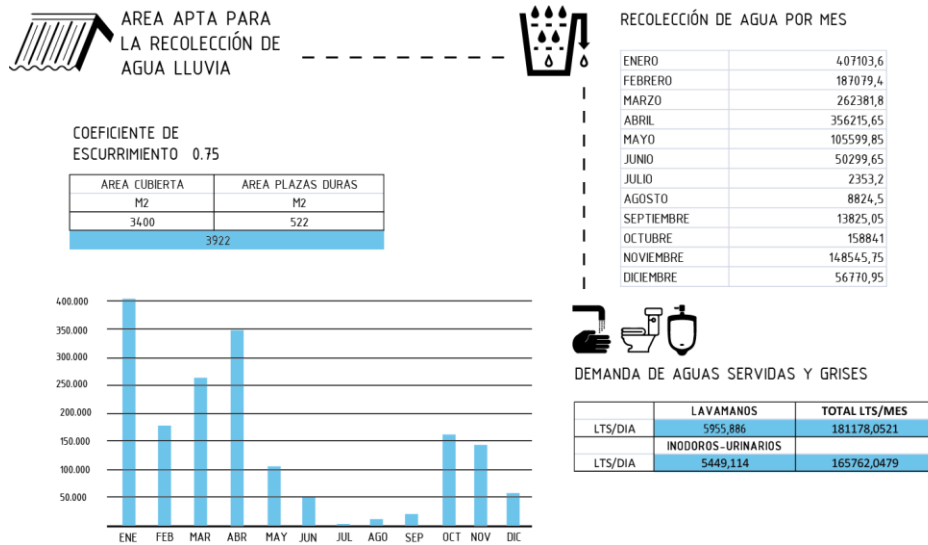 AREA APTA PARA
LA RECOLECCIÓN DE
AGUA LLUVIA
RECOLECCIÓN DE AGUA POR MES
ENERO 407103,6
FEBRERO 187079,4
MARZO 262381,8
ABRIL 356215,65
MAYO 105599,85
JUNIO 50299,65
JULIO 2353,2
AGOSTO 8824,5
SEPTIEMBRE 13825,05
OCTUBRE 158841
NOVIEMBRE 148545,75
DICIEMBRE 56770,95
COEFICIENTE DE
ESCURRIMIENTO 0.75
AREA CUBIERTA AREA PLAZAS DURAS
M2 M2
3400 522
3922
400.000
350.000
300.000
250.000
200.000
150.000
100.000
50.000
ENE FEB MAR ABR MAY JUN JUL AGO SEP OCT NOV DIC
DEMANDA DE AGUAS SERVIDAS Y GRISES
LAVAMANOS TOTAL LTS/MES
LTS/DIA 5955,886 181178,0521
INODOROS-URINARIOS
LTS/DIA 5449,114 165762,0479